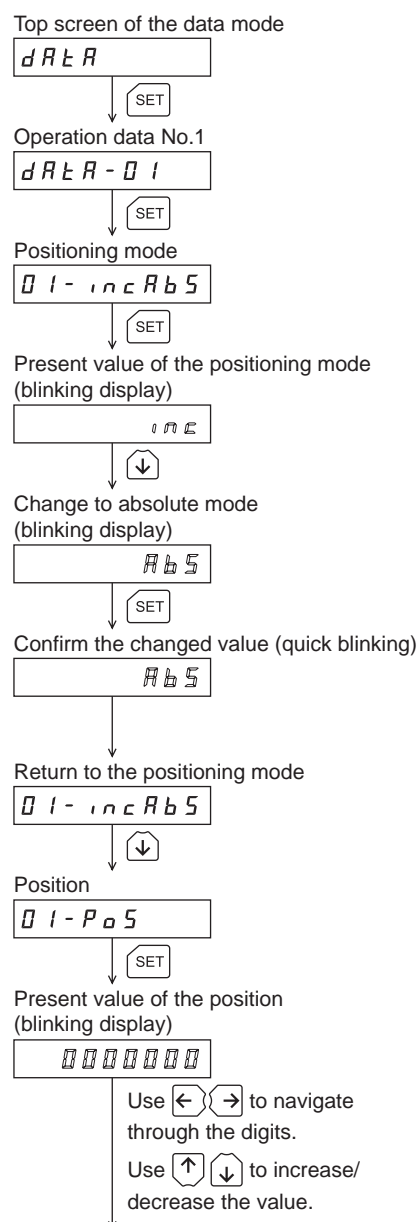 Top screen of the data mode
dAtA
SET
Operation data No.1
dAtA-01
SET
Positioning mode
01-incAbS
SET
Present value of the positioning mode
(blinking display)
inc
↓
Change to absolute mode
(blinking display)
AbS
SET
Confirm the changed value (quick blinking)
AbS
Return to the positioning mode
01-incAbS
↓
Position
01-PoS
SET
Present value of the position
(blinking display)
0000000
Use ← → to navigate
through the digits.
Use ↑ ↓ to increase/
decrease the value.